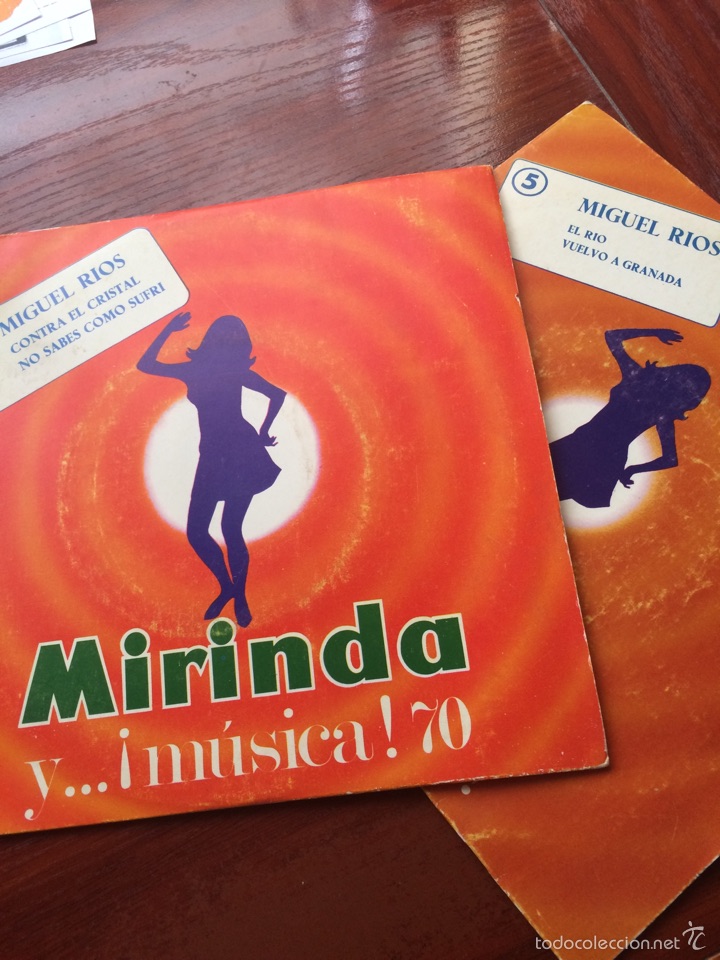 MIGUEL RIOS
CONTRA EL CRISTAL
NO SABES COMO SUFRI
Mirinda
y...¡música! 70
5
MIGUEL RIOS
EL RIO
VUELVO A GRANADA
todocoleccion.net